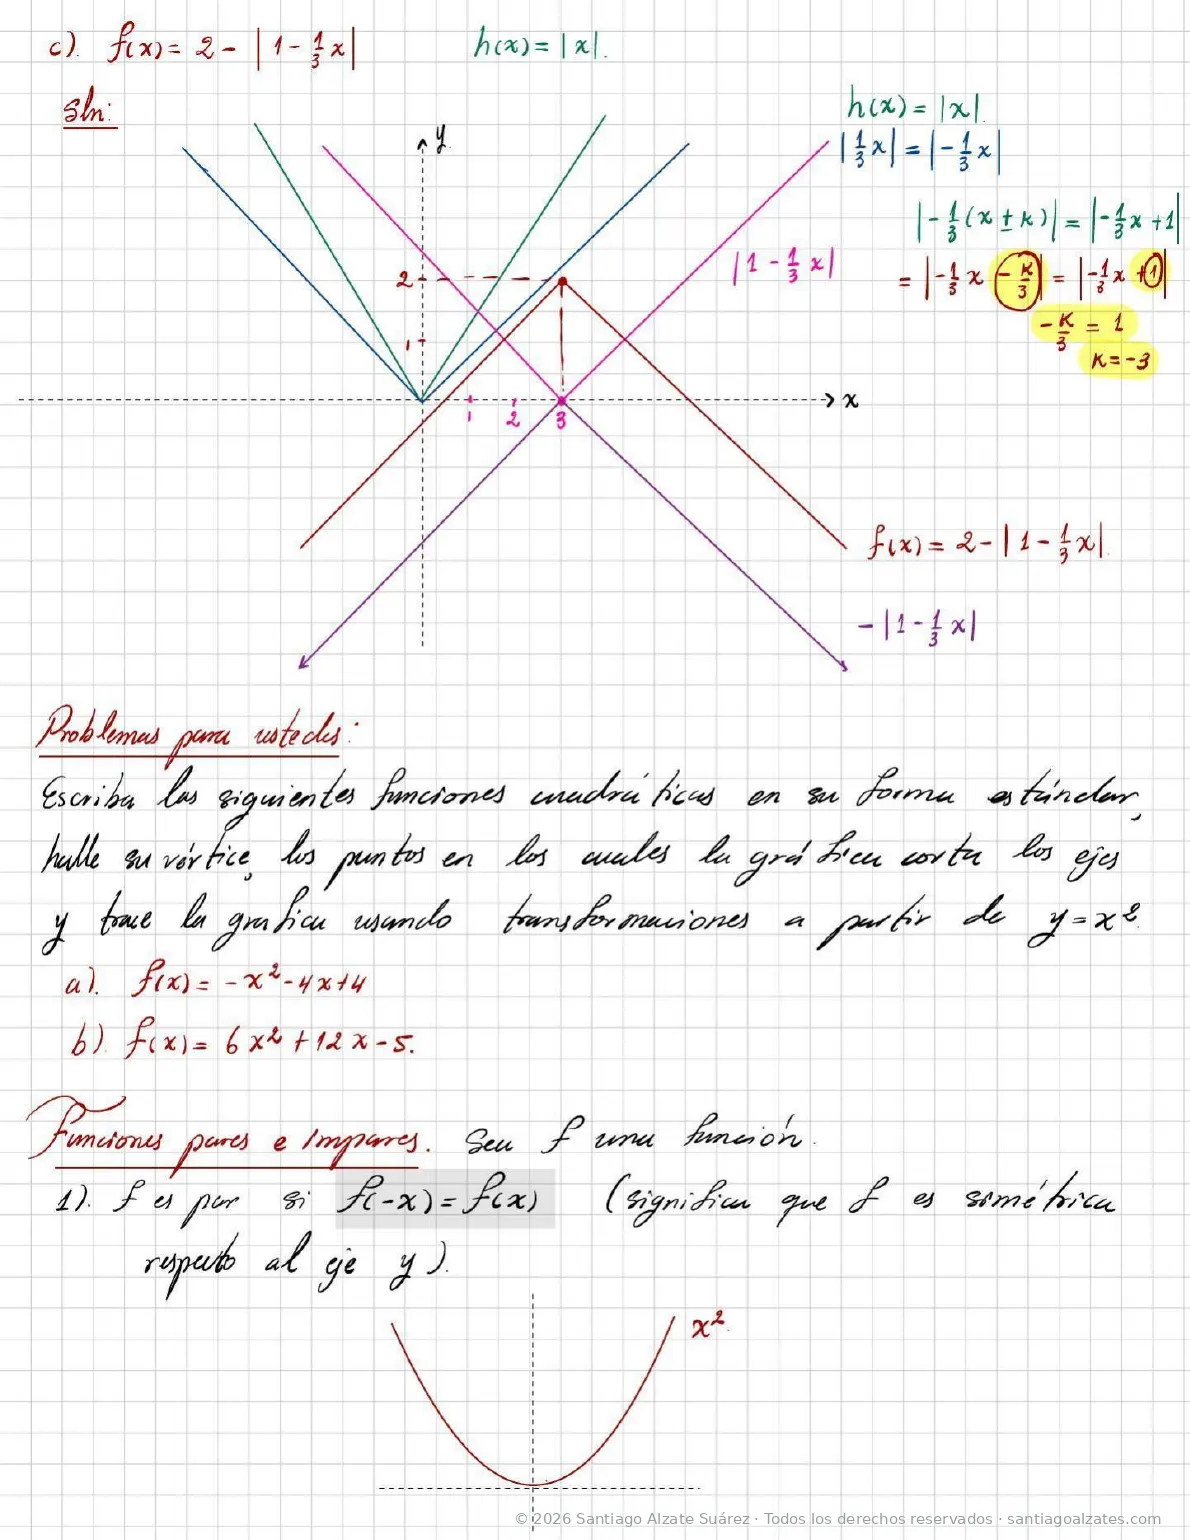 c). f(x) = 2 - |1 - 1/3 x|    h(x) = |x|.
Sln:
h(x) = |x|.
y
|1/3 x| = |-1/3 x|
|-1/3 (x ± k)| = |-1/3 x + 1|
|1 - 1/3 x|
= |-1/3 x - k/3| = |-1/3 x + 1|
2
-k/3 = 1
1
k = -3
x
1 2 3
f(x) = 2 - |1 - 1/3 x|.
- |1 - 1/3 x|
Problemas para ustedes:
Escriba las siguientes funciones cuadráticas en su forma estándar,
halle su vórtice, los puntos en los cuales la gráfica corta los ejes
y trace la grafica usando transformaciones a partir de y = x².
a). f(x) = -x² - 4x + 4
b). f(x) = 6x² + 12x - 5.
Funciones pares e impares. Sea f una función.
1). f es par si f(-x) = f(x) (significa que f es simétrica
respecto al eje y).
x².
© 2026 Santiago Alzate Suárez · Todos los derechos reservados · santiagoalzates.com